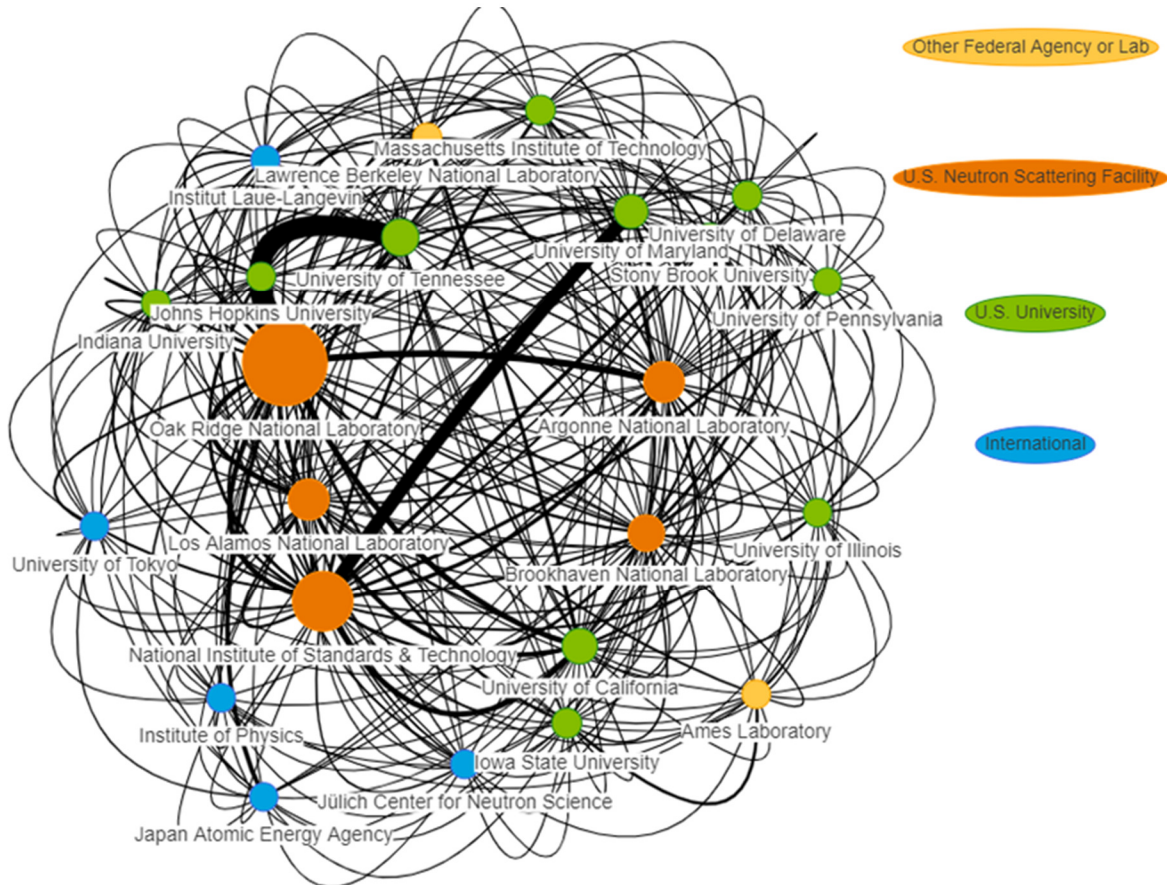 Other Federal Agency or Lab
Massachusetts Institute of Technology
Lawrence Berkeley National Laboratory
U.S. Neutron Scattering Facility
Institut Laue-Langevin
University of Delaware
University of Maryland
Stony Brook University
University of Tennessee
Johns Hopkins University
U.S. University
University of Pennsylvania
Indiana University
Oak Ridge National Laboratory
Argonne National Laboratory
International
Los Alamos National Laboratory
University of Illinois
University of Tokyo
Brookhaven National Laboratory
National Institute of Standards & Technology
University of California
Ames Laboratory
Institute of Physics
Iowa State University
Jülich Center for Neutron Science
Japan Atomic Energy Agency